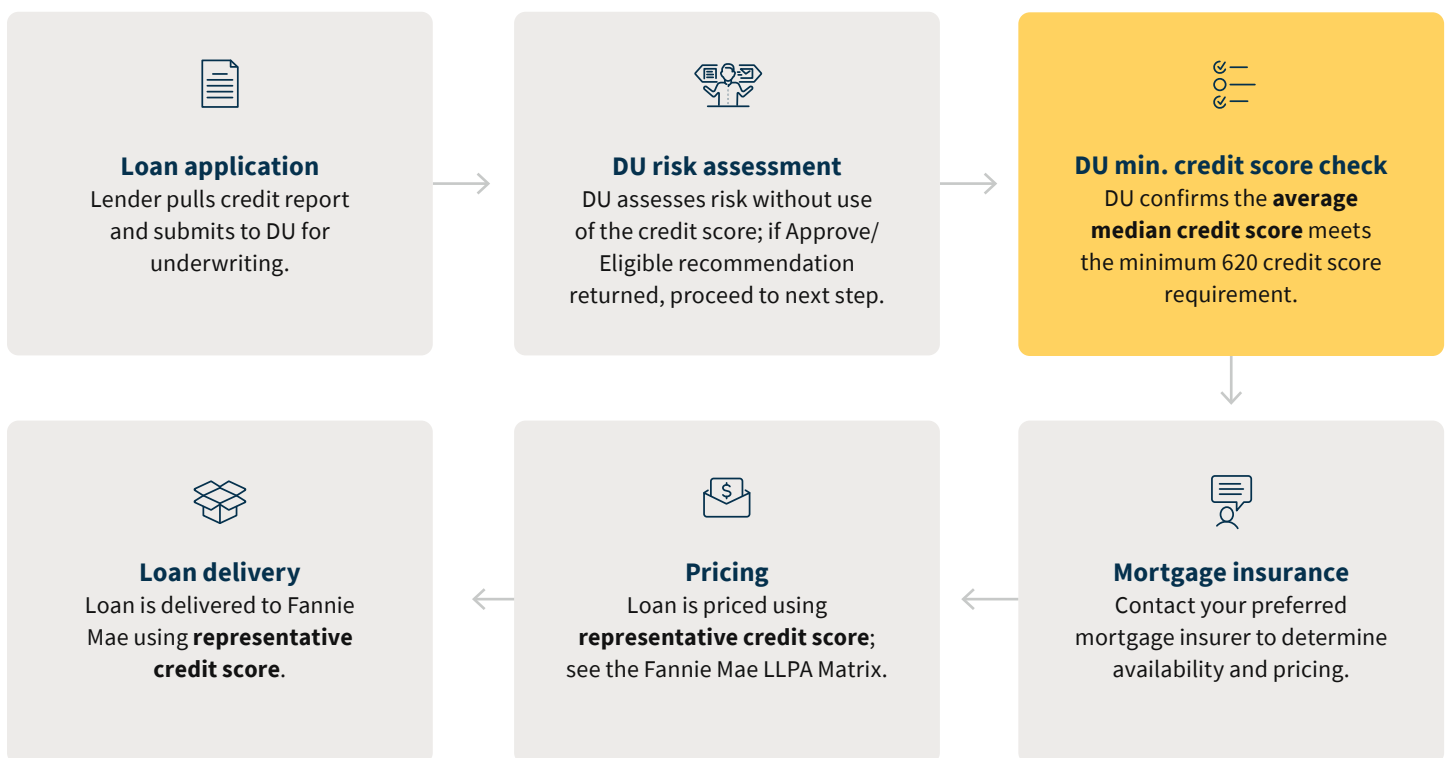 Loan application
Lender pulls credit report
and submits to DU for
underwriting.
DU risk assessment
DU assesses risk without use
of the credit score; if Approve/
Eligible recommendation
returned, proceed to next step.
DU min. credit score check
DU confirms the average
median credit score meets
the minimum 620 credit score
requirement.
Mortgage insurance
Contact your preferred
mortgage insurer to determine
availability and pricing.
$
Pricing
Loan is priced using
representative credit score;
see the Fannie Mae LLPA Matrix.
Loan delivery
Loan is delivered to Fannie
Mae using representative
credit score.